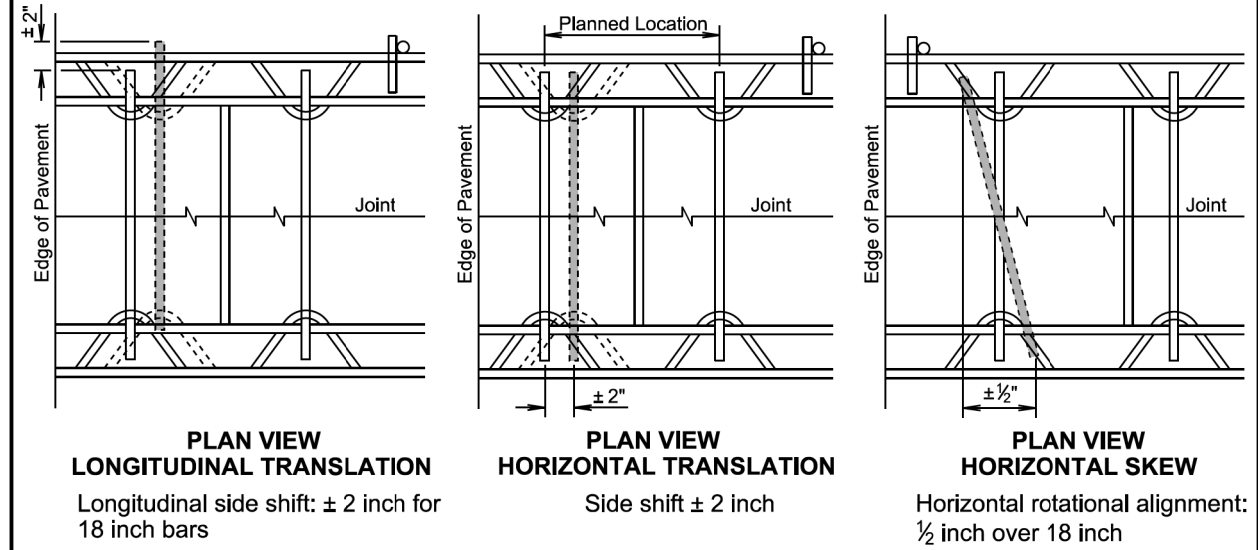 ± 2"
Edge of Pavement
Joint
PLAN VIEW
LONGITUDINAL TRANSLATION
Longitudinal side shift: ± 2 inch for
18 inch bars
Planned Location
Edge of Pavement
Joint
± 2"
PLAN VIEW
HORIZONTAL TRANSLATION
Side shift ± 2 inch
Edge of Pavement
Joint
±½"
PLAN VIEW
HORIZONTAL SKEW
Horizontal rotational alignment:
½ inch over 18 inch